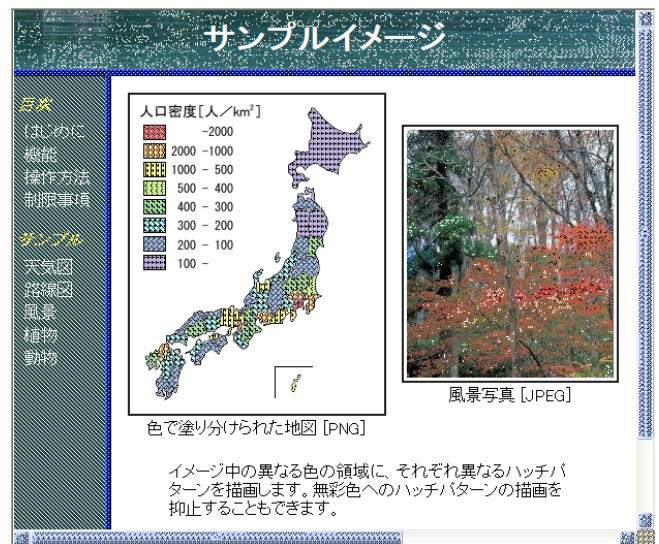 サンプルイメージ
目次
はじめに
機能
操作方法
制限事項
サンプル
天気図
路線図
風景
植物
動物
人口密度[人／km²]
-2000
2000 -1000
1000 - 500
500 - 400
400 - 300
300 - 200
200 - 100
100 -
色で塗り分けられた地図 [PNG]
風景写真 [JPEG]
イメージ中の異なる色の領域に、それぞれ異なるハッチパ
ターンを描画します。無彩色へのハッチパターンの描画を
抑止することもできます。